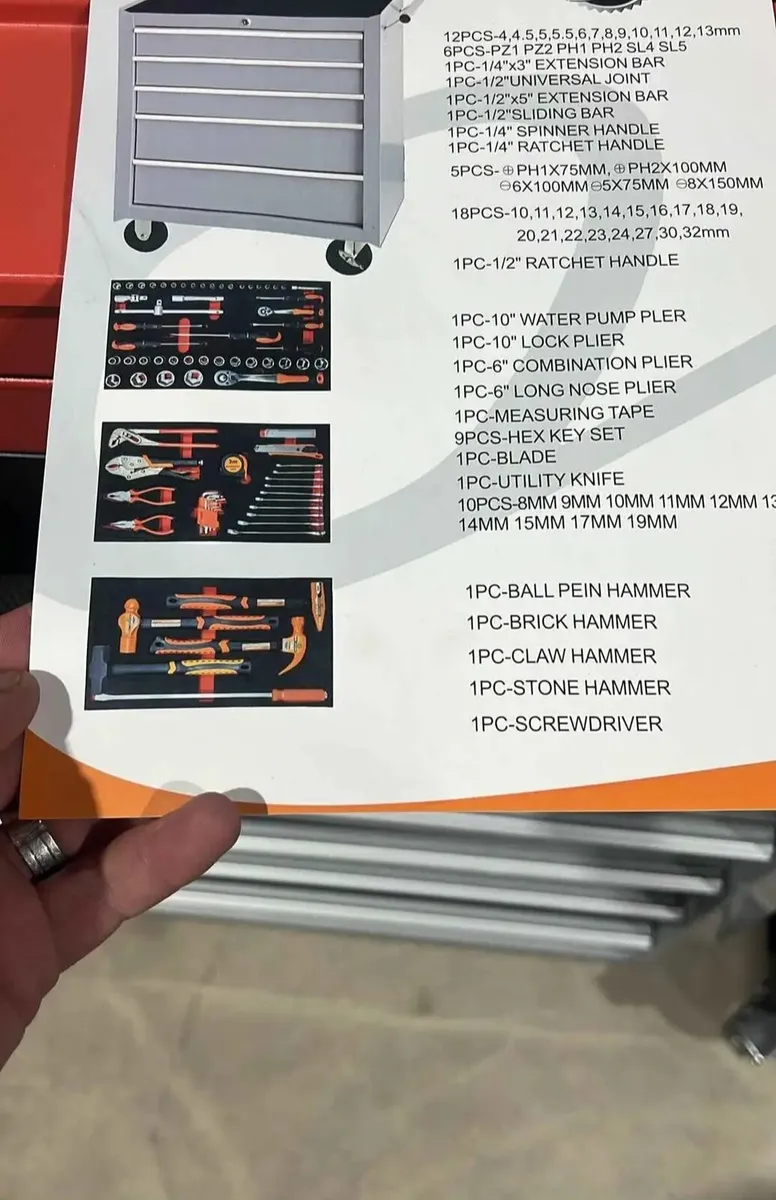 12PCS-4,4.5,5,5.5,6,7,8,9,10,11,12,13mm
6PCS-PZ1 PZ2 PH1 PH2 SL4 SL5
1PC-1/4"x3" EXTENSION BAR
1PC-1/2"UNIVERSAL JOINT
1PC-1/2"x5" EXTENSION BAR
1PC-1/2"SLIDING BAR
1PC-1/4" SPINNER HANDLE
1PC-1/4" RATCHET HANDLE
5PCS-⊕PH1X75MM,⊕PH2X100MM
⊖6X100MM⊖5X75MM ⊖8X150MM
18PCS-10,11,12,13,14,15,16,17,18,19,
20,21,22,23,24,27,30,32mm
1PC-1/2" RATCHET HANDLE
1PC-10" WATER PUMP PLER
1PC-10" LOCK PLIER
1PC-6" COMBINATION PLIER
1PC-6" LONG NOSE PLIER
1PC-MEASURING TAPE
9PCS-HEX KEY SET
1PC-BLADE
1PC-UTILITY KNIFE
10PCS-8MM 9MM 10MM 11MM 12MM 13
14MM 15MM 17MM 19MM
1PC-BALL PEIN HAMMER
1PC-BRICK HAMMER
1PC-CLAW HAMMER
1PC-STONE HAMMER
1PC-SCREWDRIVER